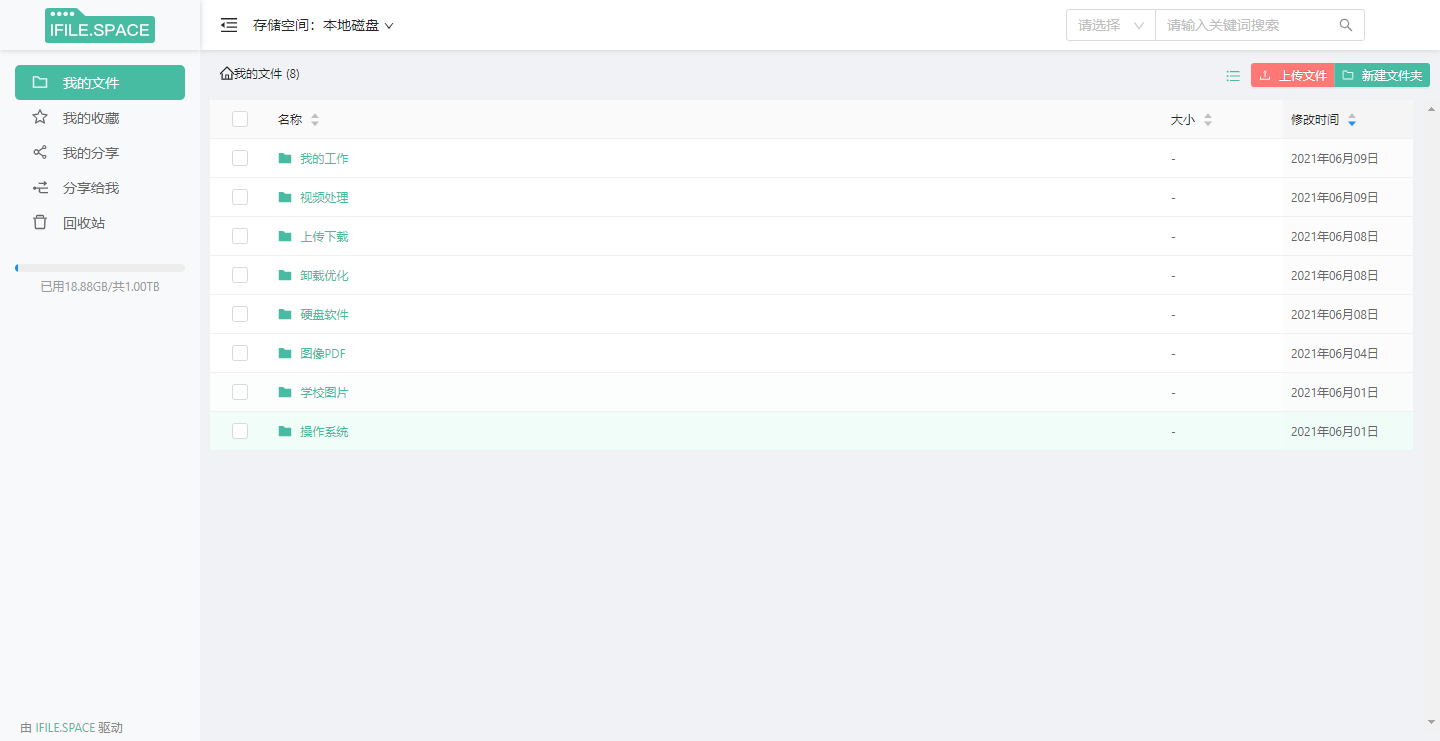 IFILE.SPACE
存储空间：本地磁盘
请选择
请输入关键词搜索
我的文件
我的收藏
我的分享
分享给我
回收站
已用18.88GB/共1.00TB
由 IFILE.SPACE 驱动
我的文件 (8)
上传文件
新建文件夹
名称 大小 修改时间
我的工作 - 2021年06月09日
视频处理 - 2021年06月09日
上传下载 - 2021年06月08日
卸载优化 - 2021年06月08日
硬盘软件 - 2021年06月08日
图像PDF - 2021年06月04日
学校图片 - 2021年06月01日
操作系统 - 2021年06月01日